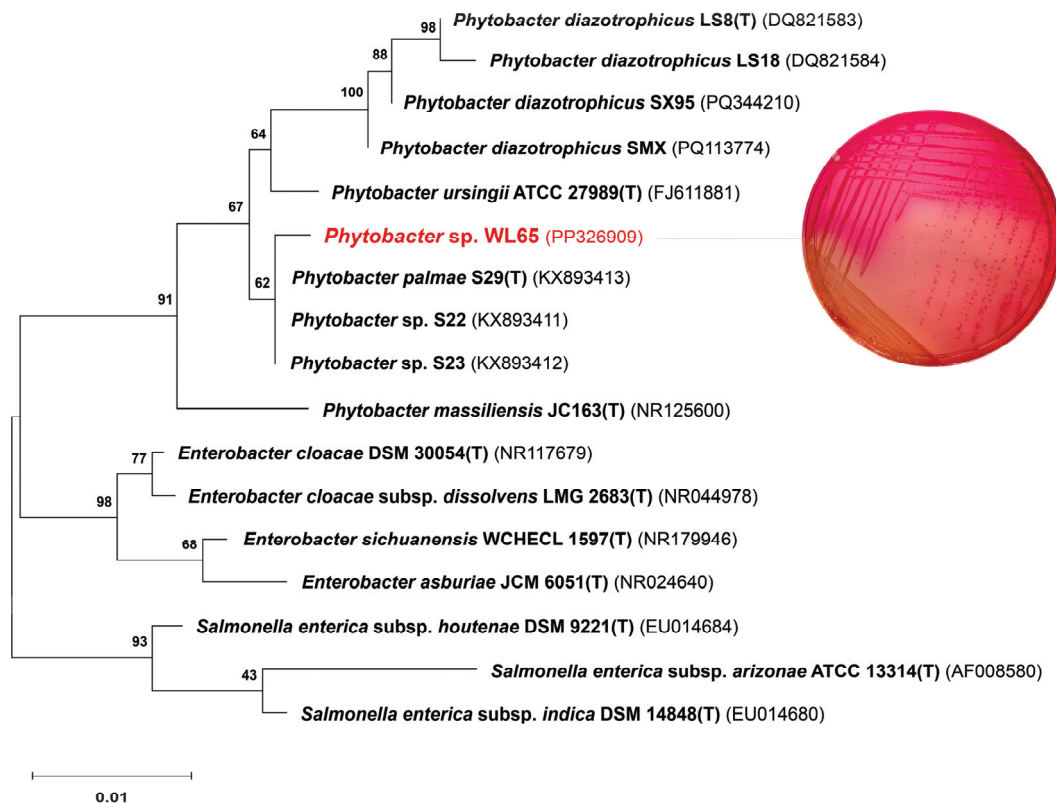 Phytobacter diazotrophicus LS8(T) (DQ821583)
98
Phytobacter diazotrophicus LS18 (DQ821584)
88
Phytobacter diazotrophicus SX95 (PQ344210)
100
Phytobacter diazotrophicus SMX (PQ113774)
64
Phytobacter ursingii ATCC 27989(T) (FJ611881)
67
Phytobacter sp. WL65 (PP326909)
Phytobacter palmae S29(T) (KX893413)
62
91
Phytobacter sp. S22 (KX893411)
Phytobacter sp. S23 (KX893412)
Phytobacter massiliensis JC163(T) (NR125600)
Enterobacter cloacae DSM 30054(T) (NR117679)
77
Enterobacter cloacae subsp. dissolvens LMG 2683(T) (NR044978)
98
Enterobacter sichuanensis WCHECL 1597(T) (NR179946)
68
Enterobacter asburiae JCM 6051(T) (NR024640)
Salmonella enterica subsp. houtenae DSM 9221(T) (EU014684)
93
Salmonella enterica subsp. arizonae ATCC 13314(T) (AF008580)
43
Salmonella enterica subsp. indica DSM 14848(T) (EU014680)
0.01